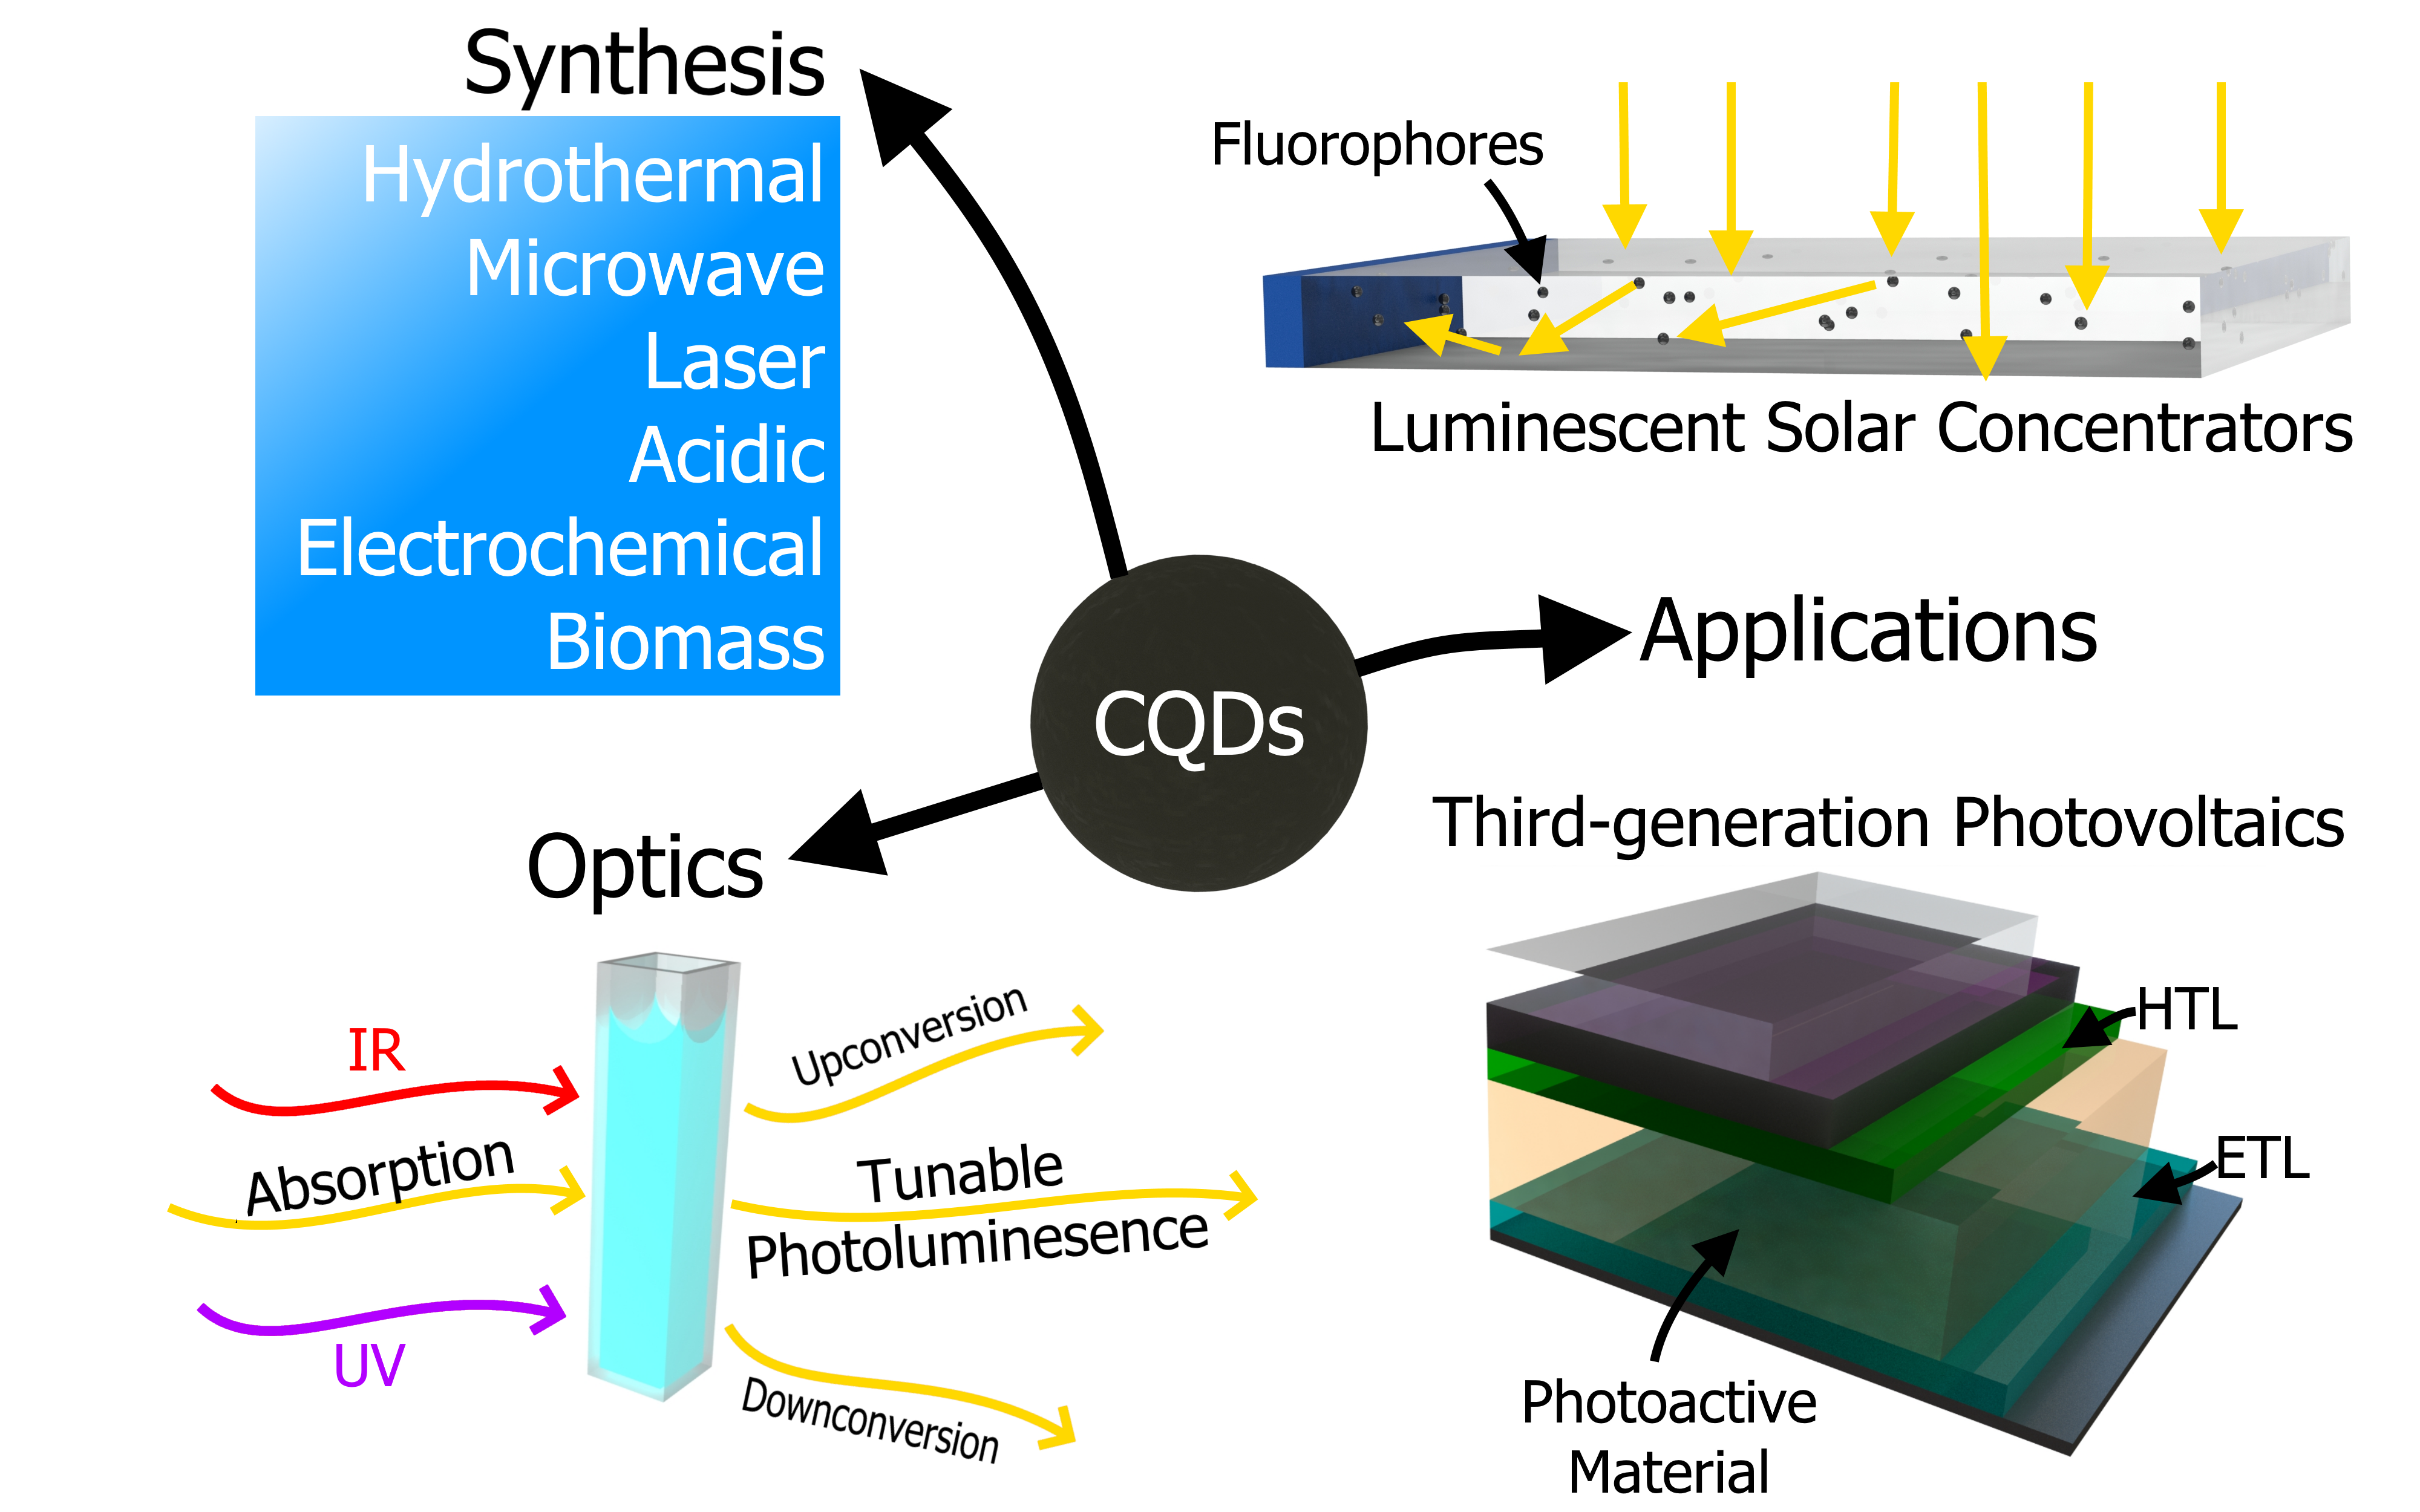 Synthesis
Hydrothermal
Microwave
Laser
Acidic
Electrochemical
Biomass
Fluorophores
Luminescent Solar Concentrators
CQDs
Applications
Optics
IR
Absorption
UV
Upconversion
Tunable
Photoluminesence
Downconversion
Third-generation Photovoltaics
HTL
ETL
Photoactive
Material